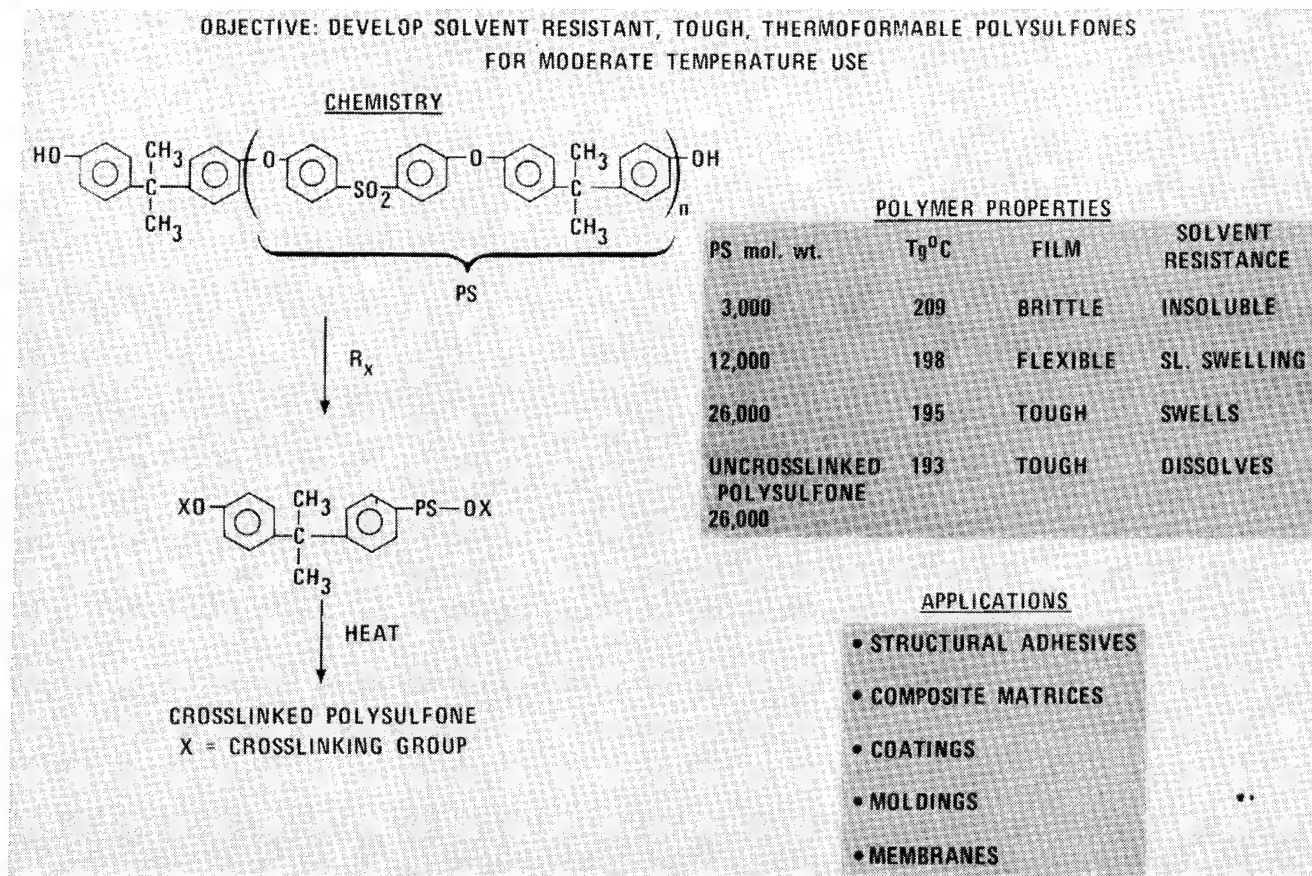 OBJECTIVE: DEVELOP SOLVENT RESISTANT, TOUGH, THERMOFORMABLE POLYSULFONES
FOR MODERATE TEMPERATURE USE
CHEMISTRY
HO CH3 O SO2 O CH3 OH
C C n
CH3 CH3
PS
Rx
XO CH3 PS—OX
C
CH3
HEAT
CROSSLINKED POLYSULFONE
X = CROSSLINKING GROUP
POLYMER PROPERTIES
PS mol. wt. Tg°C FILM SOLVENT RESISTANCE
3,000 209 BRITTLE INSOLUBLE
12,000 198 FLEXIBLE SL. SWELLING
26,000 195 TOUGH SWELLS
UNCROSSLINKED 193 TOUGH DISSOLVES
POLYSULFONE
26,000
APPLICATIONS
• STRUCTURAL ADHESIVES
• COMPOSITE MATRICES
• COATINGS
• MOLDINGS
• MEMBRANES